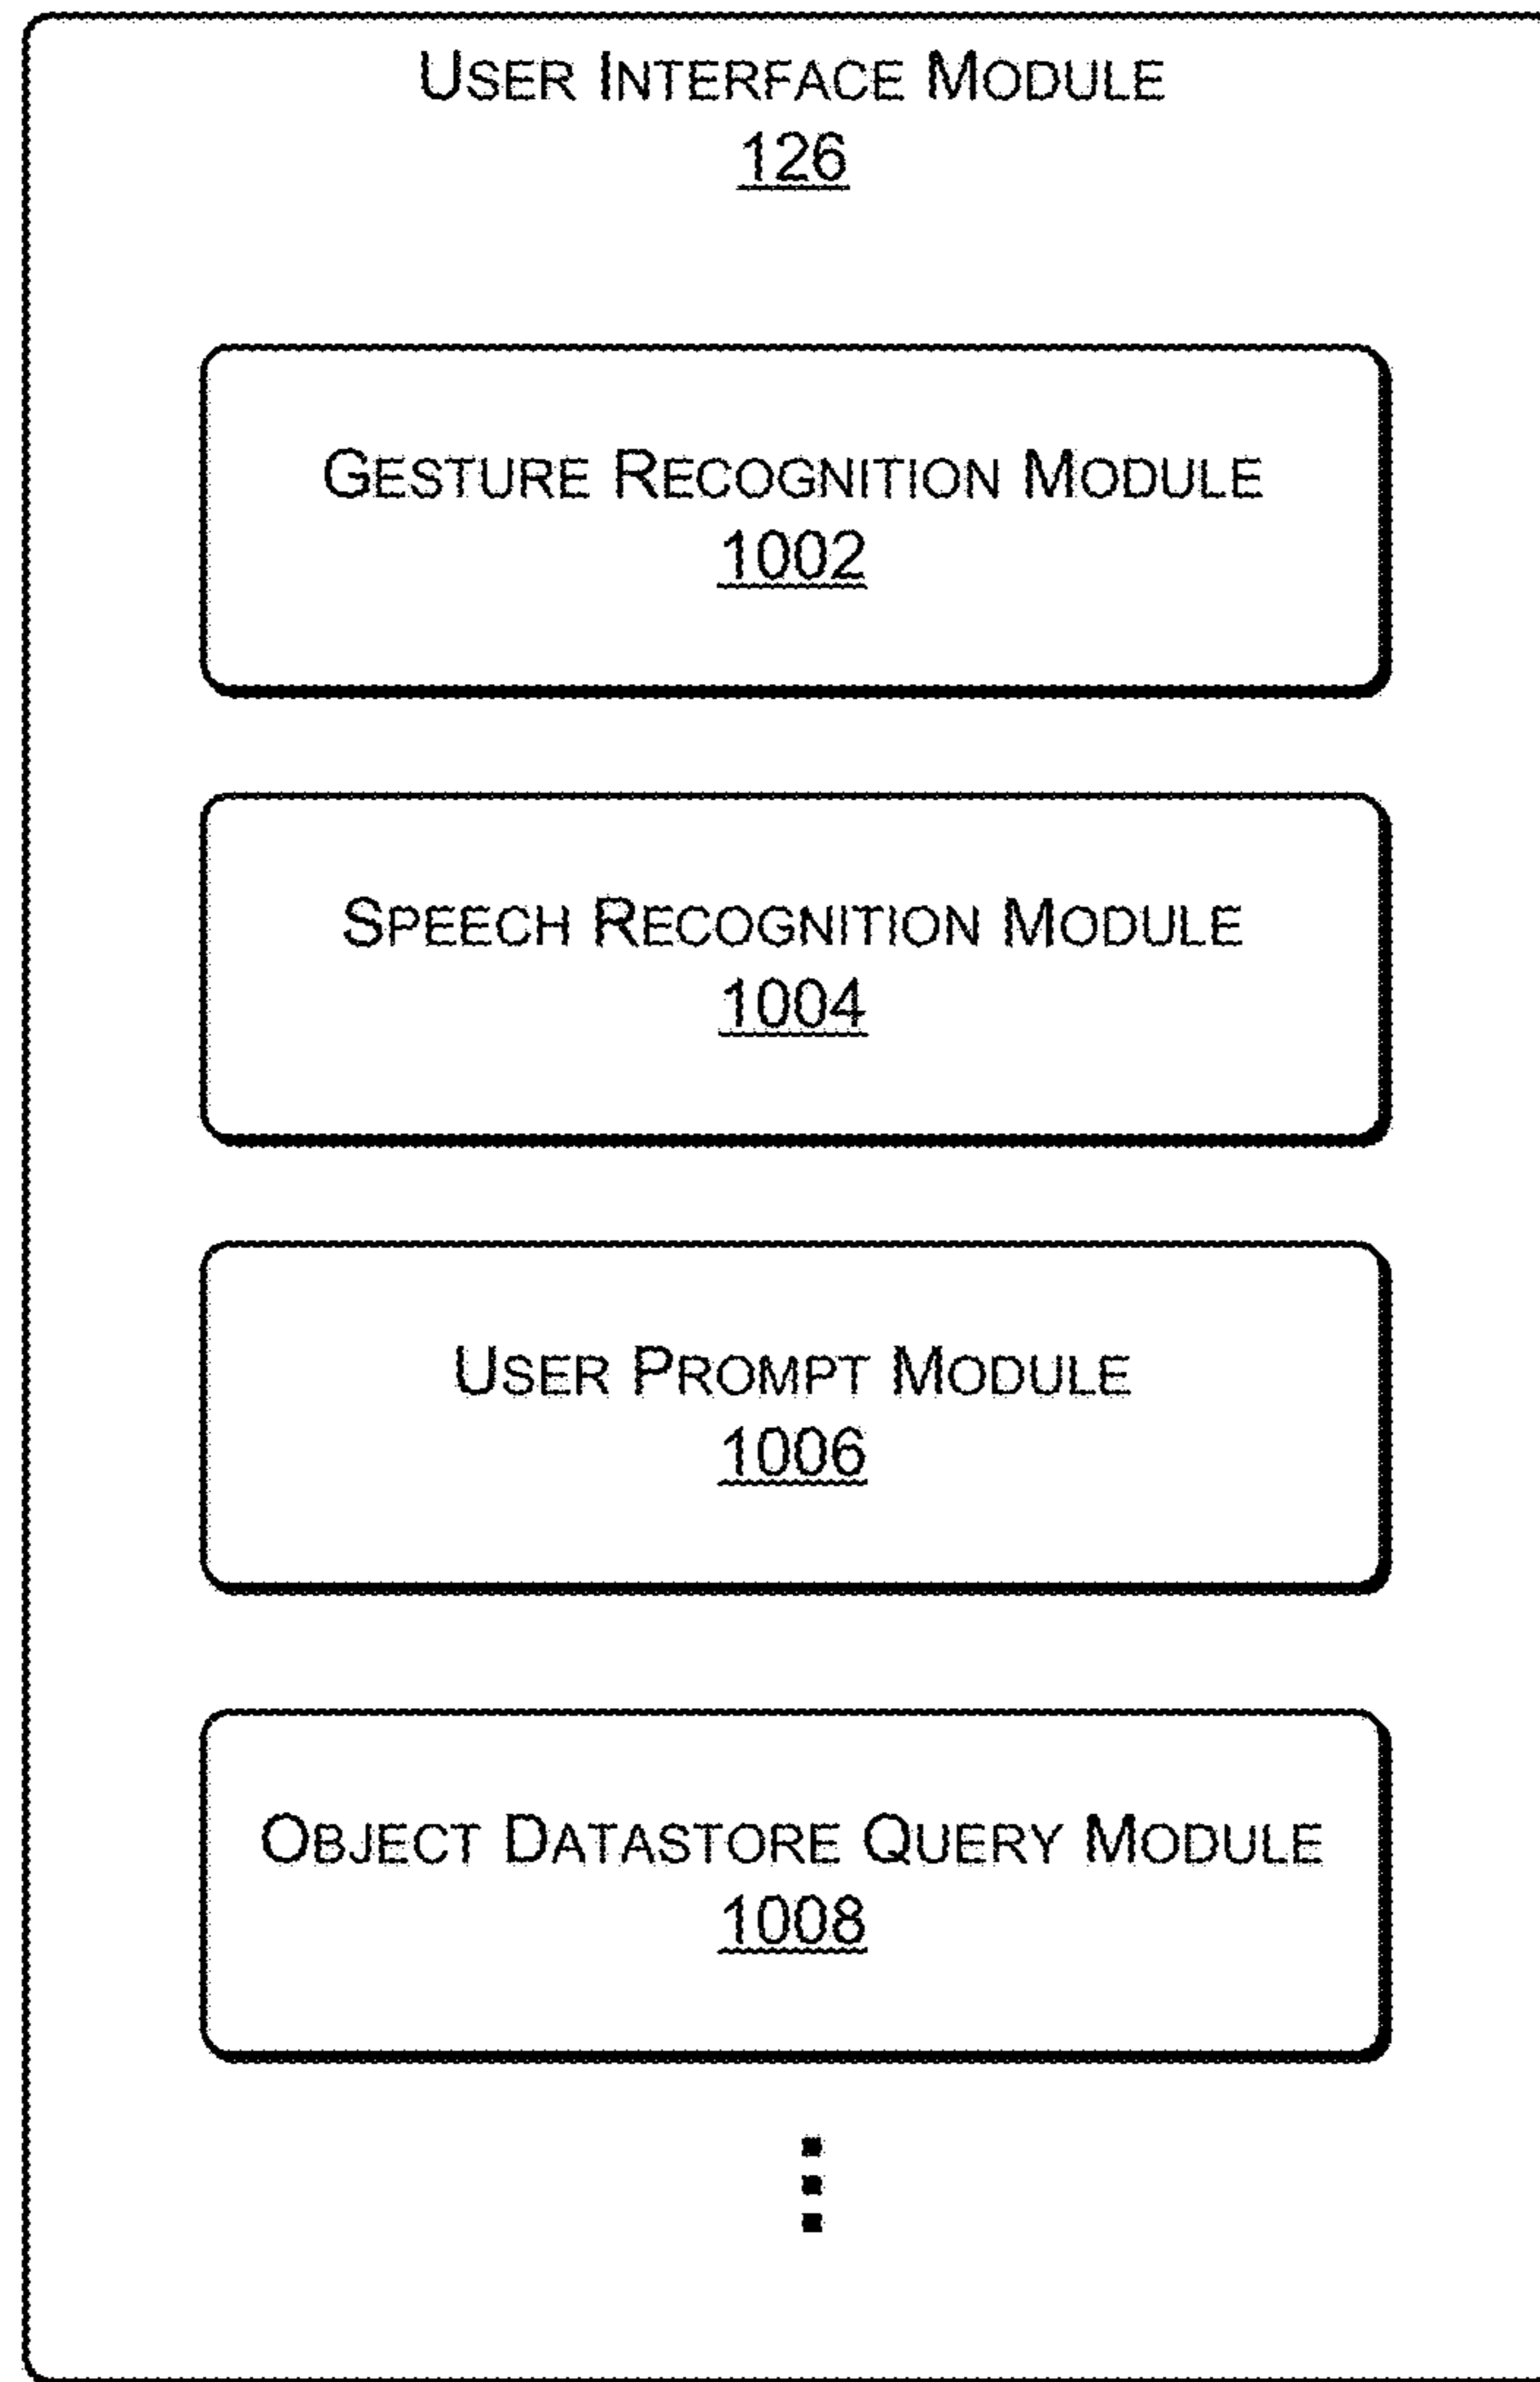 USER INTERFACE MODULE
126
GESTURE RECOGNITION MODULE
1002
SPEECH RECOGNITION MODULE
1004
USER PROMPT MODULE
1006
OBJECT DATASTORE QUERY MODULE
1008